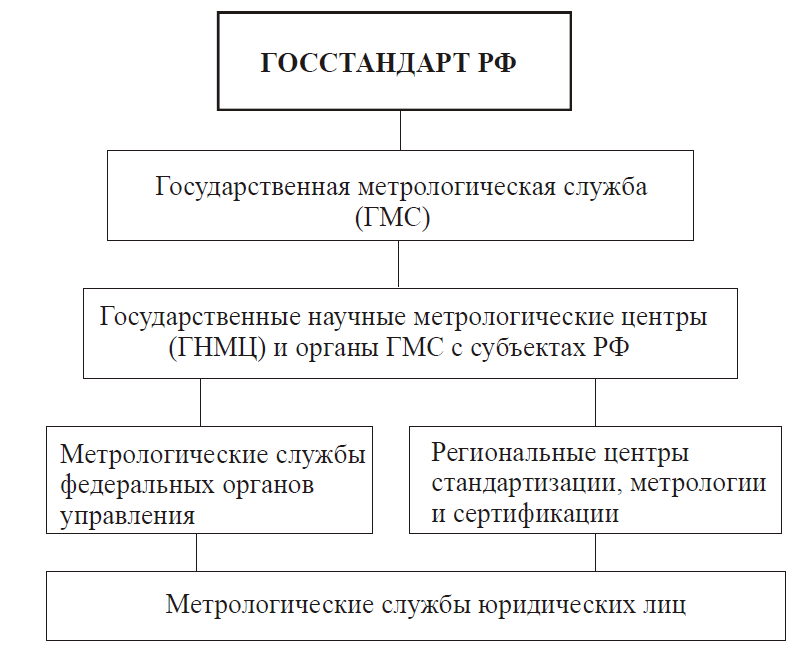 ГОССТАНДАРТ РФ
Государственная метрологическая служба
(ГМС)
Государственные научные метрологические центры
(ГНМЦ) и органы ГМС с субъектах РФ
Метрологические службы
федеральных органов
управления
Региональные центры
стандартизации, метрологии
и сертификации
Метрологические службы юридических лиц